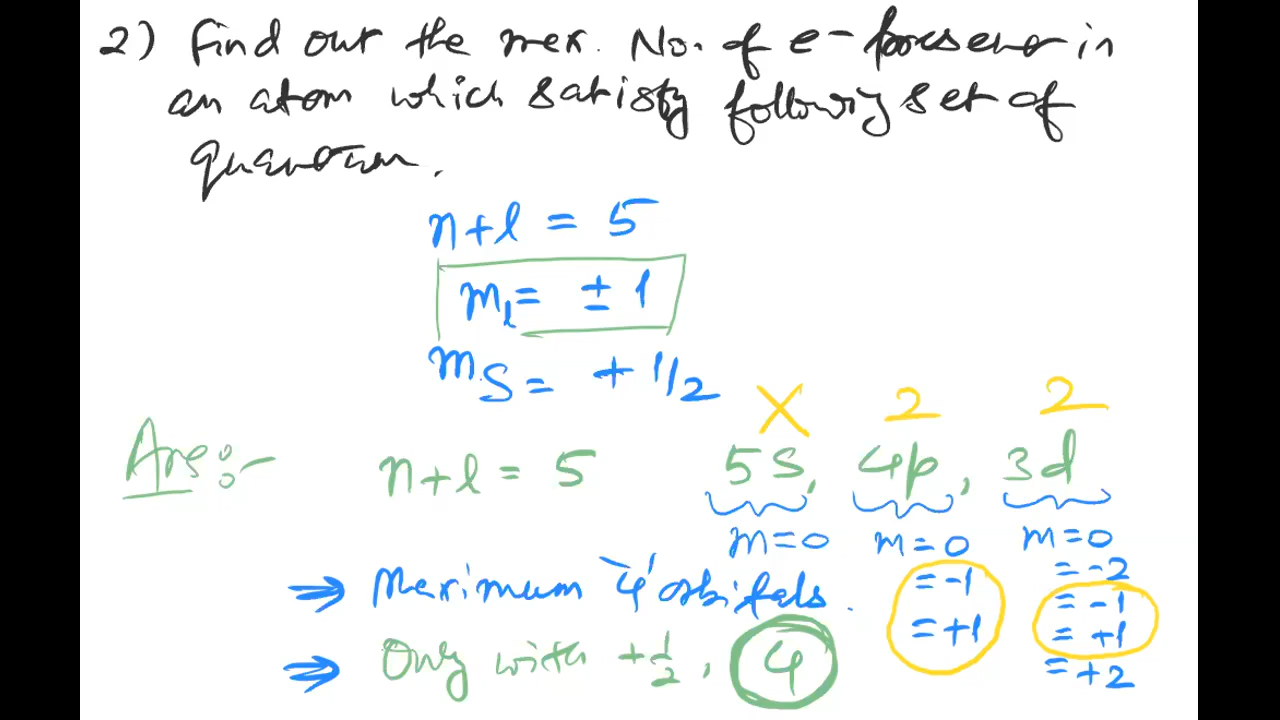 2) Find out the max. No. of e- present in
an atom which satisfy following set of
quantum.
n+l = 5
ml= ±1
ms= +1/2
X 2 2
Ans:- n+l = 5 5s, 4p, 3d
m=0 m=0 m=0
=-1 =-2
=+1 =-1
=+1
=+2
⇒ Maximum '4' orbitals.
⇒ Only with +1/2, 4